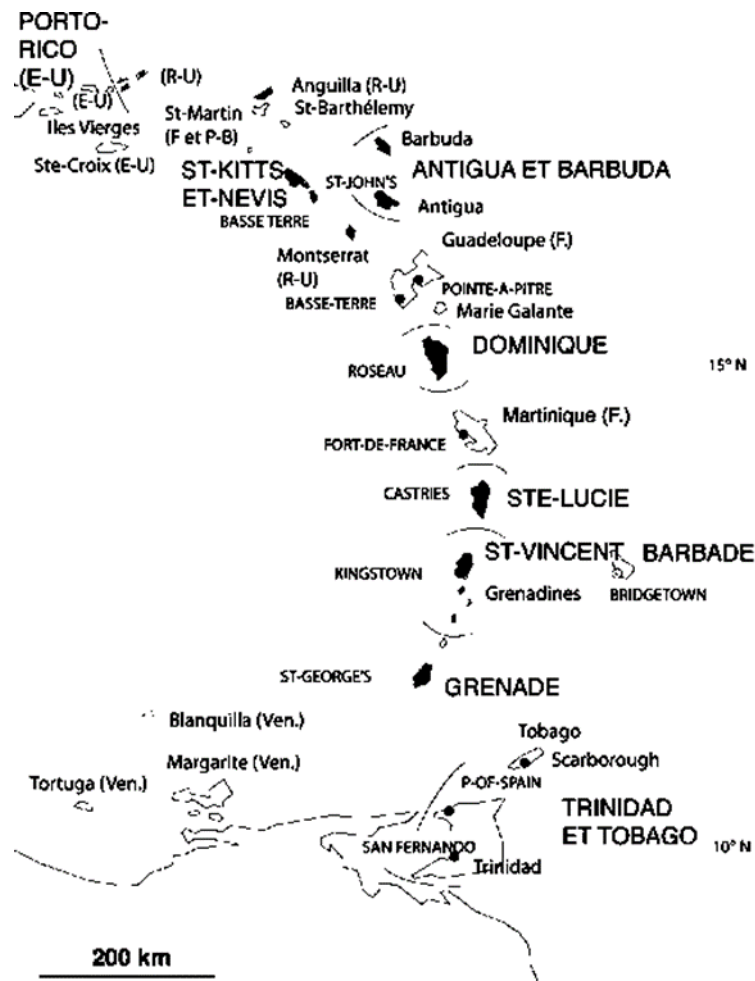 PORTO-
RICO
(E-U)
(E-U)
(R-U)
Iles Vierges
Ste-Croix (E-U)
Anguilla (R-U)
St-Martin
(F et P-B)
St-Barthélemy
Barbuda
ST-KITTS
ET-NEVIS
BASSE TERRE
ST-JOHN'S
ANTIGUA ET BARBUDA
Antigua
Montserrat
(R-U)
Guadeloupe (F.)
BASSE-TERRE
POINTE-A-PITRE
Marie Galante
DOMINIQUE
ROSEAU
15° N
Martinique (F.)
FORT-DE-FRANCE
CASTRIES
STE-LUCIE
ST-VINCENT
BARBADE
KINGSTOWN
Grenadines
BRIDGETOWN
ST-GEORGE'S
GRENADE
Blanquilla (Ven.)
Margarite (Ven.)
Tortuga (Ven.)
Tobago
Scarborough
P-OF-SPAIN
TRINIDAD
ET TOBAGO
10° N
SAN FERNANDO
Trinidad
200 km